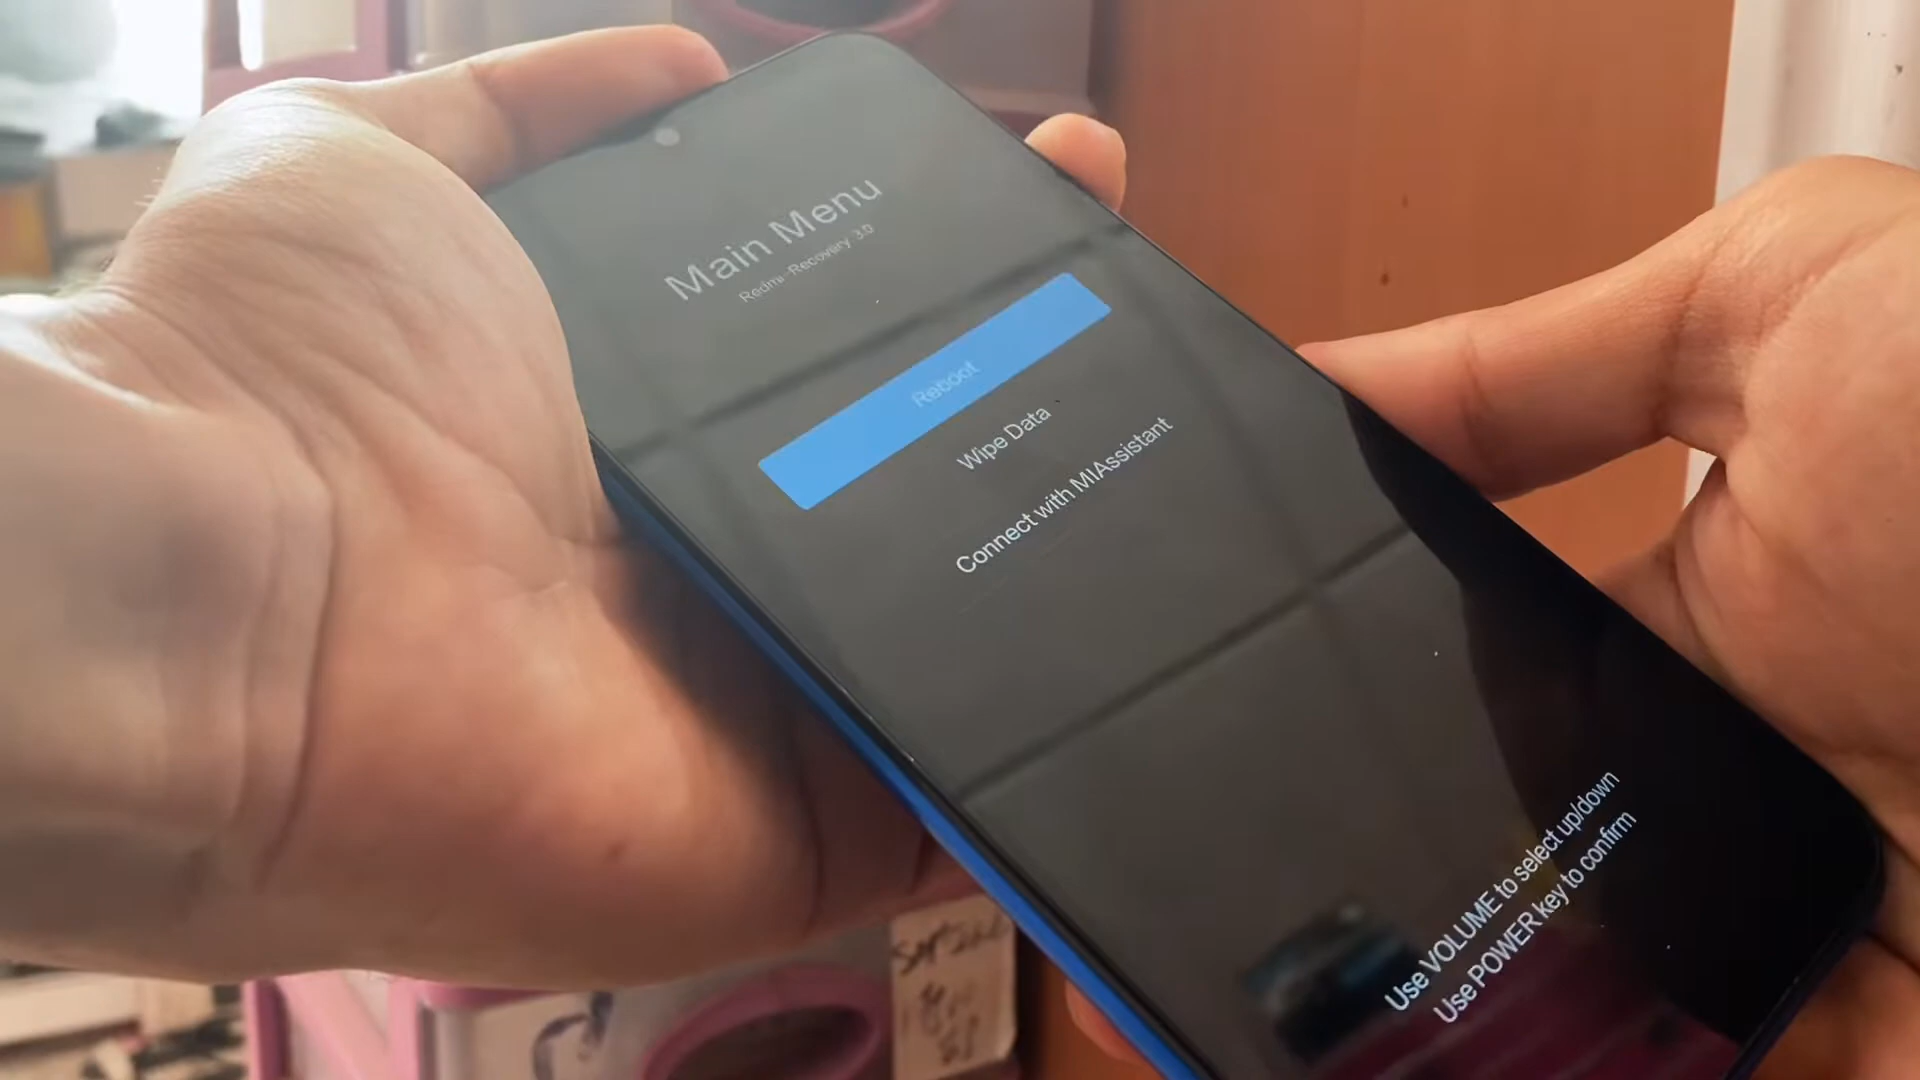 Main Menu
Redmi-Recovery 3.0
Reboot
Wipe Data
Connect with MIAssistant
Use VOLUME to select up/down
Use POWER key to confirm